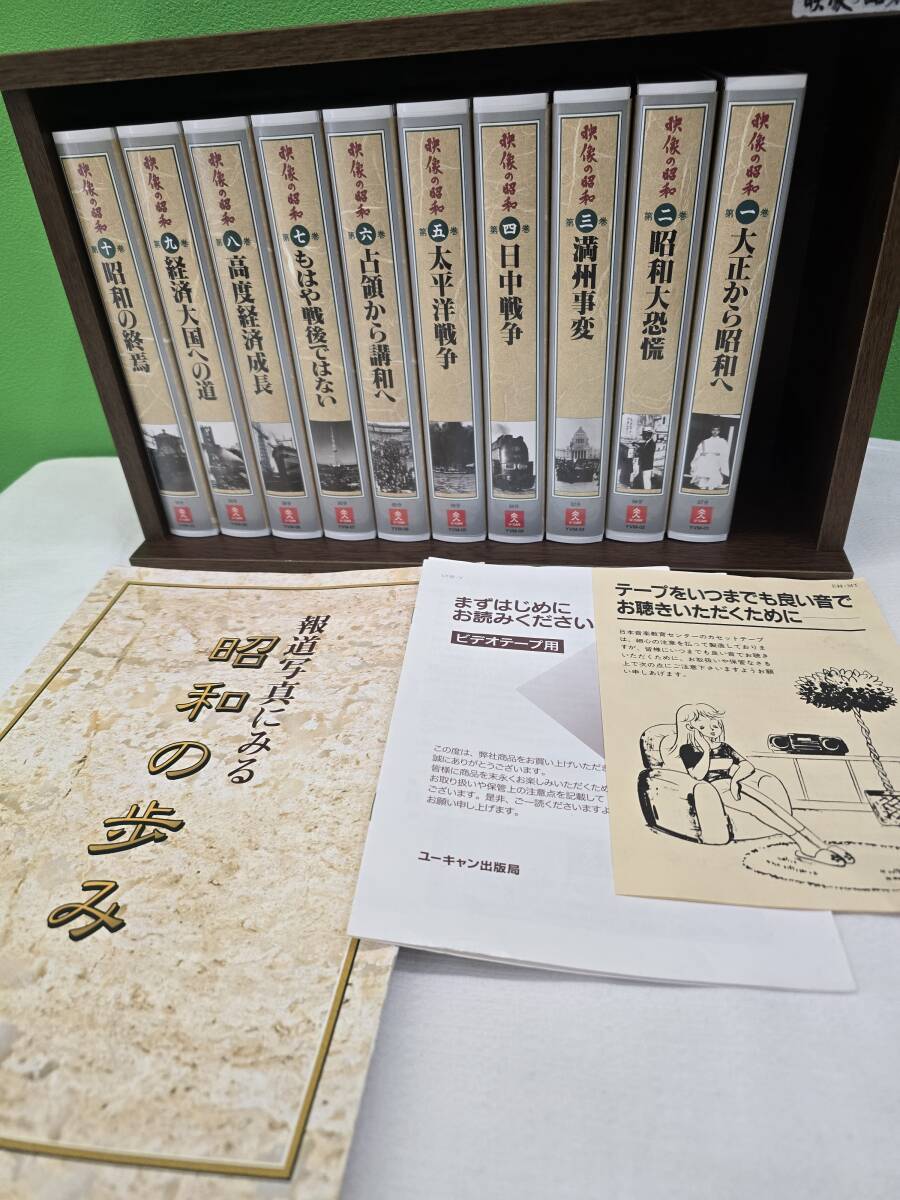 映像の昭和
第十巻
昭和の終焉
映像の昭和
第九巻
経済大国への道
映像の昭和
第八巻
高度経済成長
映像の昭和
第七巻
もはや戦後ではない
映像の昭和
第六巻
占領から講和へ
映像の昭和
第五巻
太平洋戦争
映像の昭和
第四巻
日中戦争
映像の昭和
第三巻
満州事変
映像の昭和
第二巻
昭和大恐慌
映像の昭和
第一巻
大正から昭和へ
報道写真にみる
昭和の歩み
まずはじめに
お読みください
ビデオテープ用
この度は、弊社商品をお買い上げいただき
誠にありがとうございます。
皆様に商品を末永くお楽しみいただくため
お取り扱いや保管上の注意点を記載して
ございます。是非、ご一読くださいますよ
お願い申し上げます。
ユーキャン出版局
テープをいつまでも良い音で
お聴きいただくために
日本音楽教育センターのカセットテープ
は、細心の注意を払って製造しておりま
すが、皆様にいつまでも良い音でお聴き
いただくために、お取扱いや保管なさる
上で次の点にご注意下さいますようお願
い申しあげます。